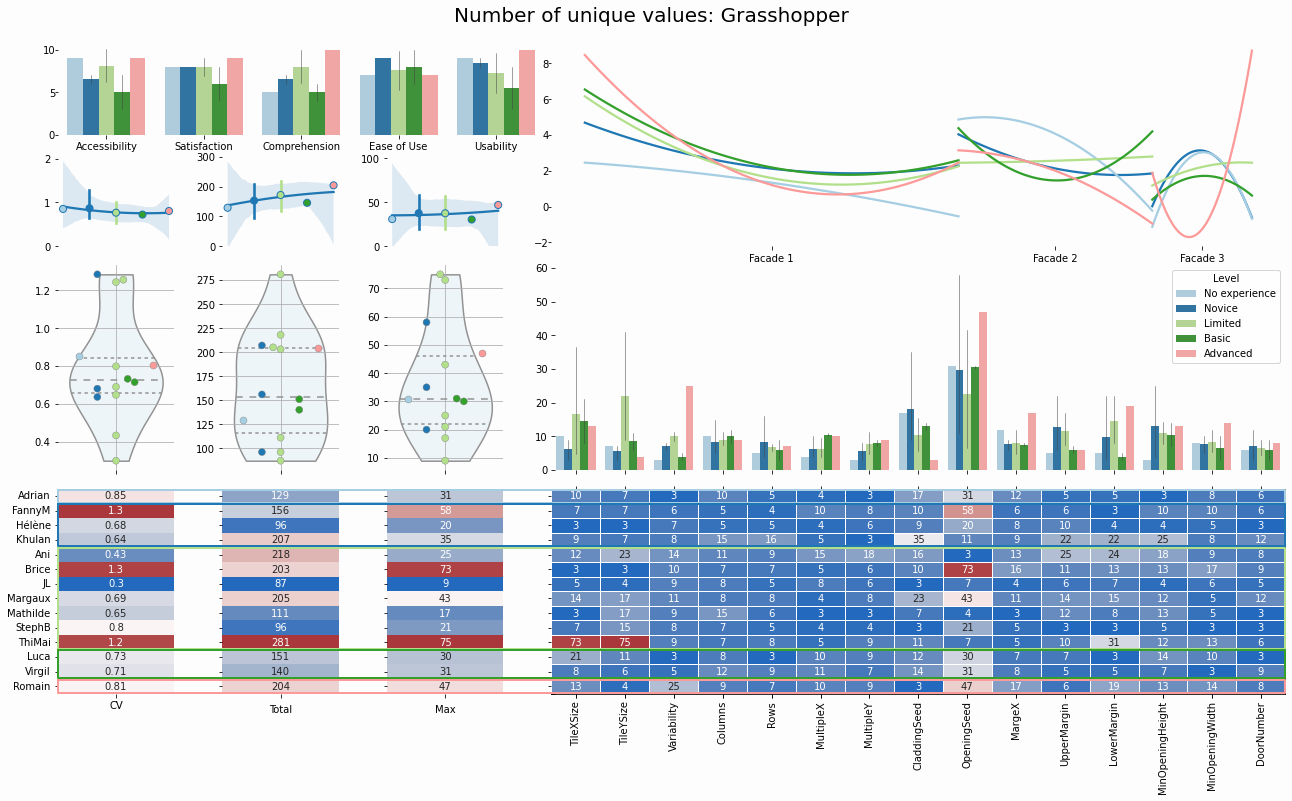 Number of unique values: Grasshopper
10
5
0
Accessibility Satisfaction Comprehension Ease of Use Usability
8
6
4
2
0
−2
Facade 1 Facade 2 Facade 3
2
1
0
300
200
100
0
100
50
0
1.2
1.0
0.8
0.6
0.4
275
250
225
200
175
150
125
100
70
60
50
40
30
20
10
60
50
40
30
20
10
0
Level
No experience
Novice
Limited
Basic
Advanced
Adrian 0.85 129 31 10 7 3 10 5 4 3 17 31 12 5 5 3 8 6
FannyM 1.3 156 58 7 7 6 5 4 10 8 10 58 6 6 3 10 10 6
Hélène 0.68 96 20 3 3 7 5 5 4 6 9 20 8 10 4 4 5 3
Khulan 0.64 207 35 9 7 8 15 16 5 3 35 11 9 22 22 25 8 12
Ani 0.43 218 25 12 23 14 11 9 15 18 16 3 13 25 24 18 9 8
Brice 1.3 203 73 3 3 10 7 7 5 6 10 73 16 11 13 13 17 9
JL 0.3 87 9 5 4 9 8 5 8 6 3 7 4 6 7 4 6 5
Margaux 0.69 205 43 14 17 11 8 8 4 8 23 43 11 14 15 12 5 12
Mathilde 0.65 111 17 3 17 9 15 6 3 3 7 4 3 12 8 13 5 3
StephB 0.8 96 21 7 15 8 7 5 4 4 3 21 5 3 3 5 3 3
ThiMai 1.2 281 75 73 75 9 7 8 5 9 11 7 5 10 31 12 13 6
Luca 0.73 151 30 21 11 3 8 3 10 9 12 30 7 7 3 14 10 3
Virgil 0.71 140 31 8 6 5 12 9 11 7 14 31 8 5 5 7 3 9
Romain 0.81 204 47 13 4 25 9 7 10 9 3 47 17 6 19 13 14 8
CV Total Max TileXSize TileYSize Variability Columns Rows MultipleX MultipleY CladdingSeed OpeningSeed MargeX UpperMargin LowerMargin MinOpeningHeight MinOpeningWidth DoorNumber